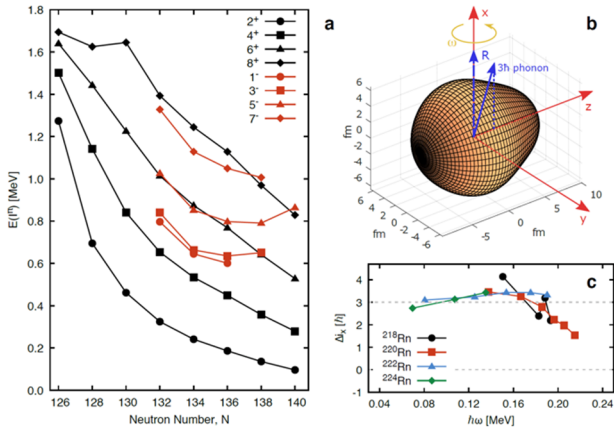 a
E(Iᴨ) [MeV]
1.8
1.6
1.4
1.2
1.0
0.8
0.6
0.4
0.2
0.0
126 128 130 132 134 136 138 140
Neutron Number, N
2⁺
4⁺
6⁺
8⁺
1⁻
3⁻
5⁻
7⁻
b
x
ω
R
3ħ phonon
z
y
6
4
2
0
-2
-4
-6
fm
6 4 2 0 -2 -4 -6
fm
-5 0 5 10
fm
c
Δiₓ [ħ]
4
3
2
1
0
-1
²¹⁸Rn
²²⁰Rn
²²²Rn
²²⁴Rn
0.04 0.08 0.12 0.16 0.20 0.24
ħω [MeV]